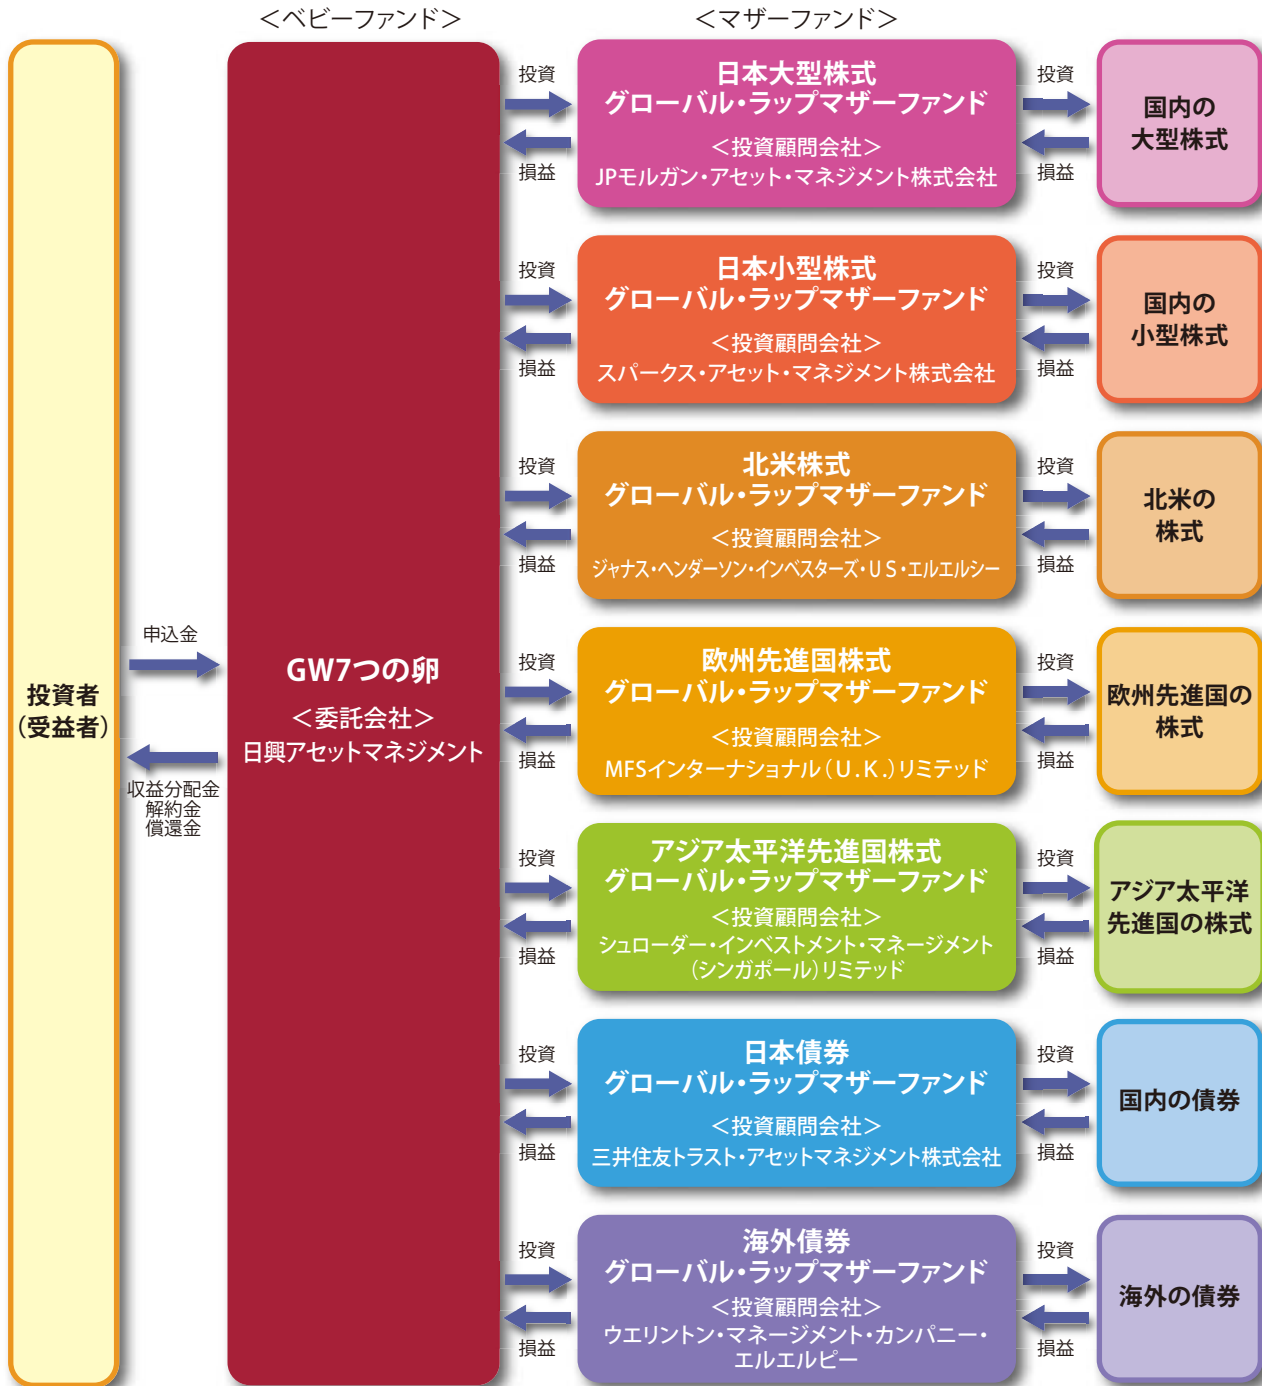 ＜ベビーファンド＞
＜マザーファンド＞
投資者
（受益者）
申込金
収益分配金
解約金
償還金
GW7つの卵
＜委託会社＞
日興アセットマネジメント
投資
損益
日本大型株式
グローバル・ラップマザーファンド
＜投資顧問会社＞
JPモルガン・アセット・マネジメント株式会社
投資
損益
国内の
大型株式
投資
損益
日本小型株式
グローバル・ラップマザーファンド
＜投資顧問会社＞
スパークス・アセット・マネジメント株式会社
投資
損益
国内の
小型株式
投資
損益
北米株式
グローバル・ラップマザーファンド
＜投資顧問会社＞
ジャナス・ヘンダーソン・インベスターズ・US・エルエルシー
投資
損益
北米の
株式
投資
損益
欧州先進国株式
グローバル・ラップマザーファンド
＜投資顧問会社＞
MFSインターナショナル（U.K.）リミテッド
投資
損益
欧州先進国の
株式
投資
損益
アジア太平洋先進国株式
グローバル・ラップマザーファンド
＜投資顧問会社＞
シュローダー・インベストメント・マネージメント
（シンガポール）リミテッド
投資
損益
アジア太平洋
先進国の株式
投資
損益
日本債券
グローバル・ラップマザーファンド
＜投資顧問会社＞
三井住友トラスト・アセットマネジメント株式会社
投資
損益
国内の債券
投資
損益
海外債券
グローバル・ラップマザーファンド
＜投資顧問会社＞
ウエリントン・マネージメント・カンパニー・
エルエルピー
投資
損益
海外の債券